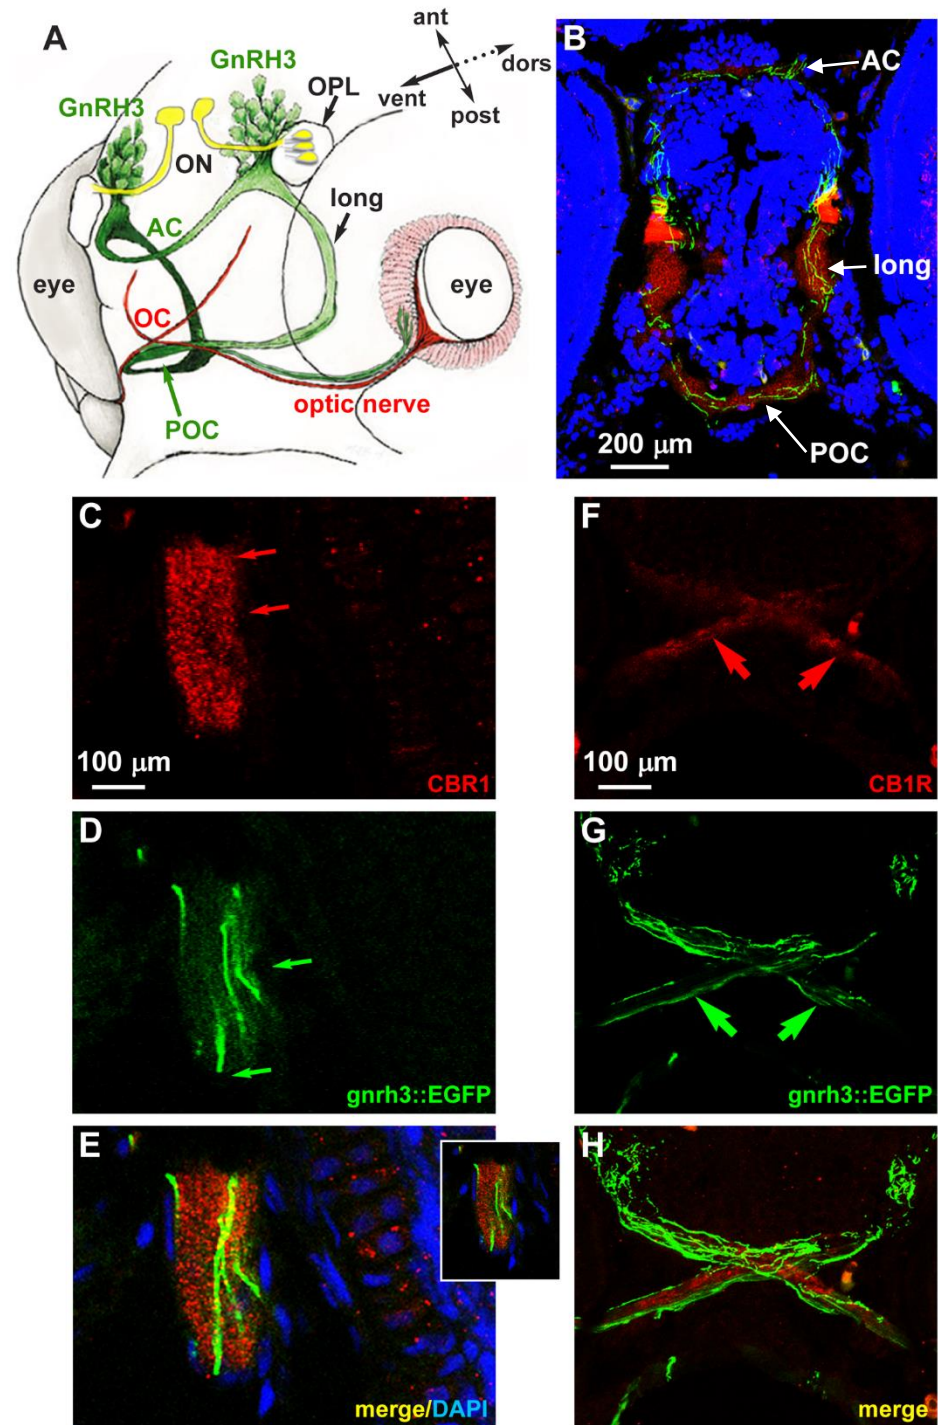 A
GnRH3
GnRH3
OPL
ON
AC
long
eye
eye
OC
optic nerve
POC
ant
dors
vent
post
B
AC
long
POC
200 µm
C
100 µm
CBR1
D
gnrh3::EGFP
E
merge/DAPI
F
100 µm
CB1R
G
gnrh3::EGFP
H
merge